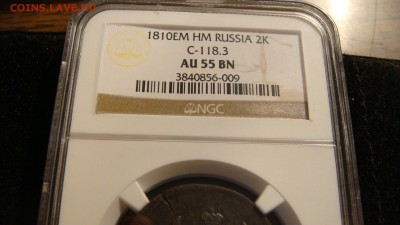 COINS.LAVE.RU
1810EM HM RUSSIA 2K
C-118.3
AU 55 BN
3840856-009
NGC